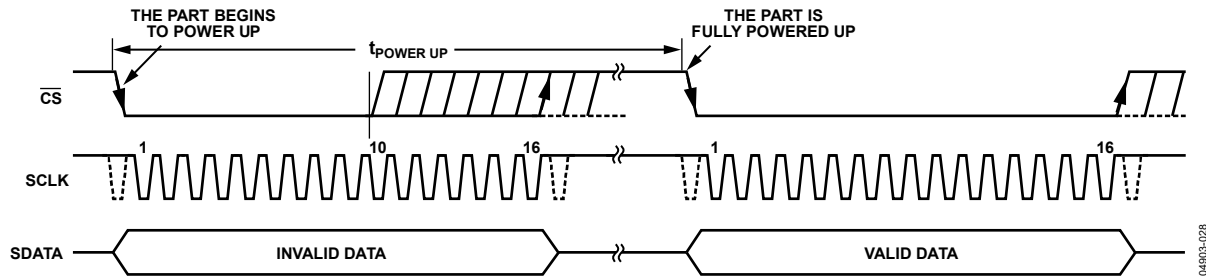 THE PART BEGINS
TO POWER UP
THE PART IS
FULLY POWERED UP
tPOWER UP
CS
1
10
16
1
16
SCLK
SDATA
INVALID DATA
VALID DATA
04903-028